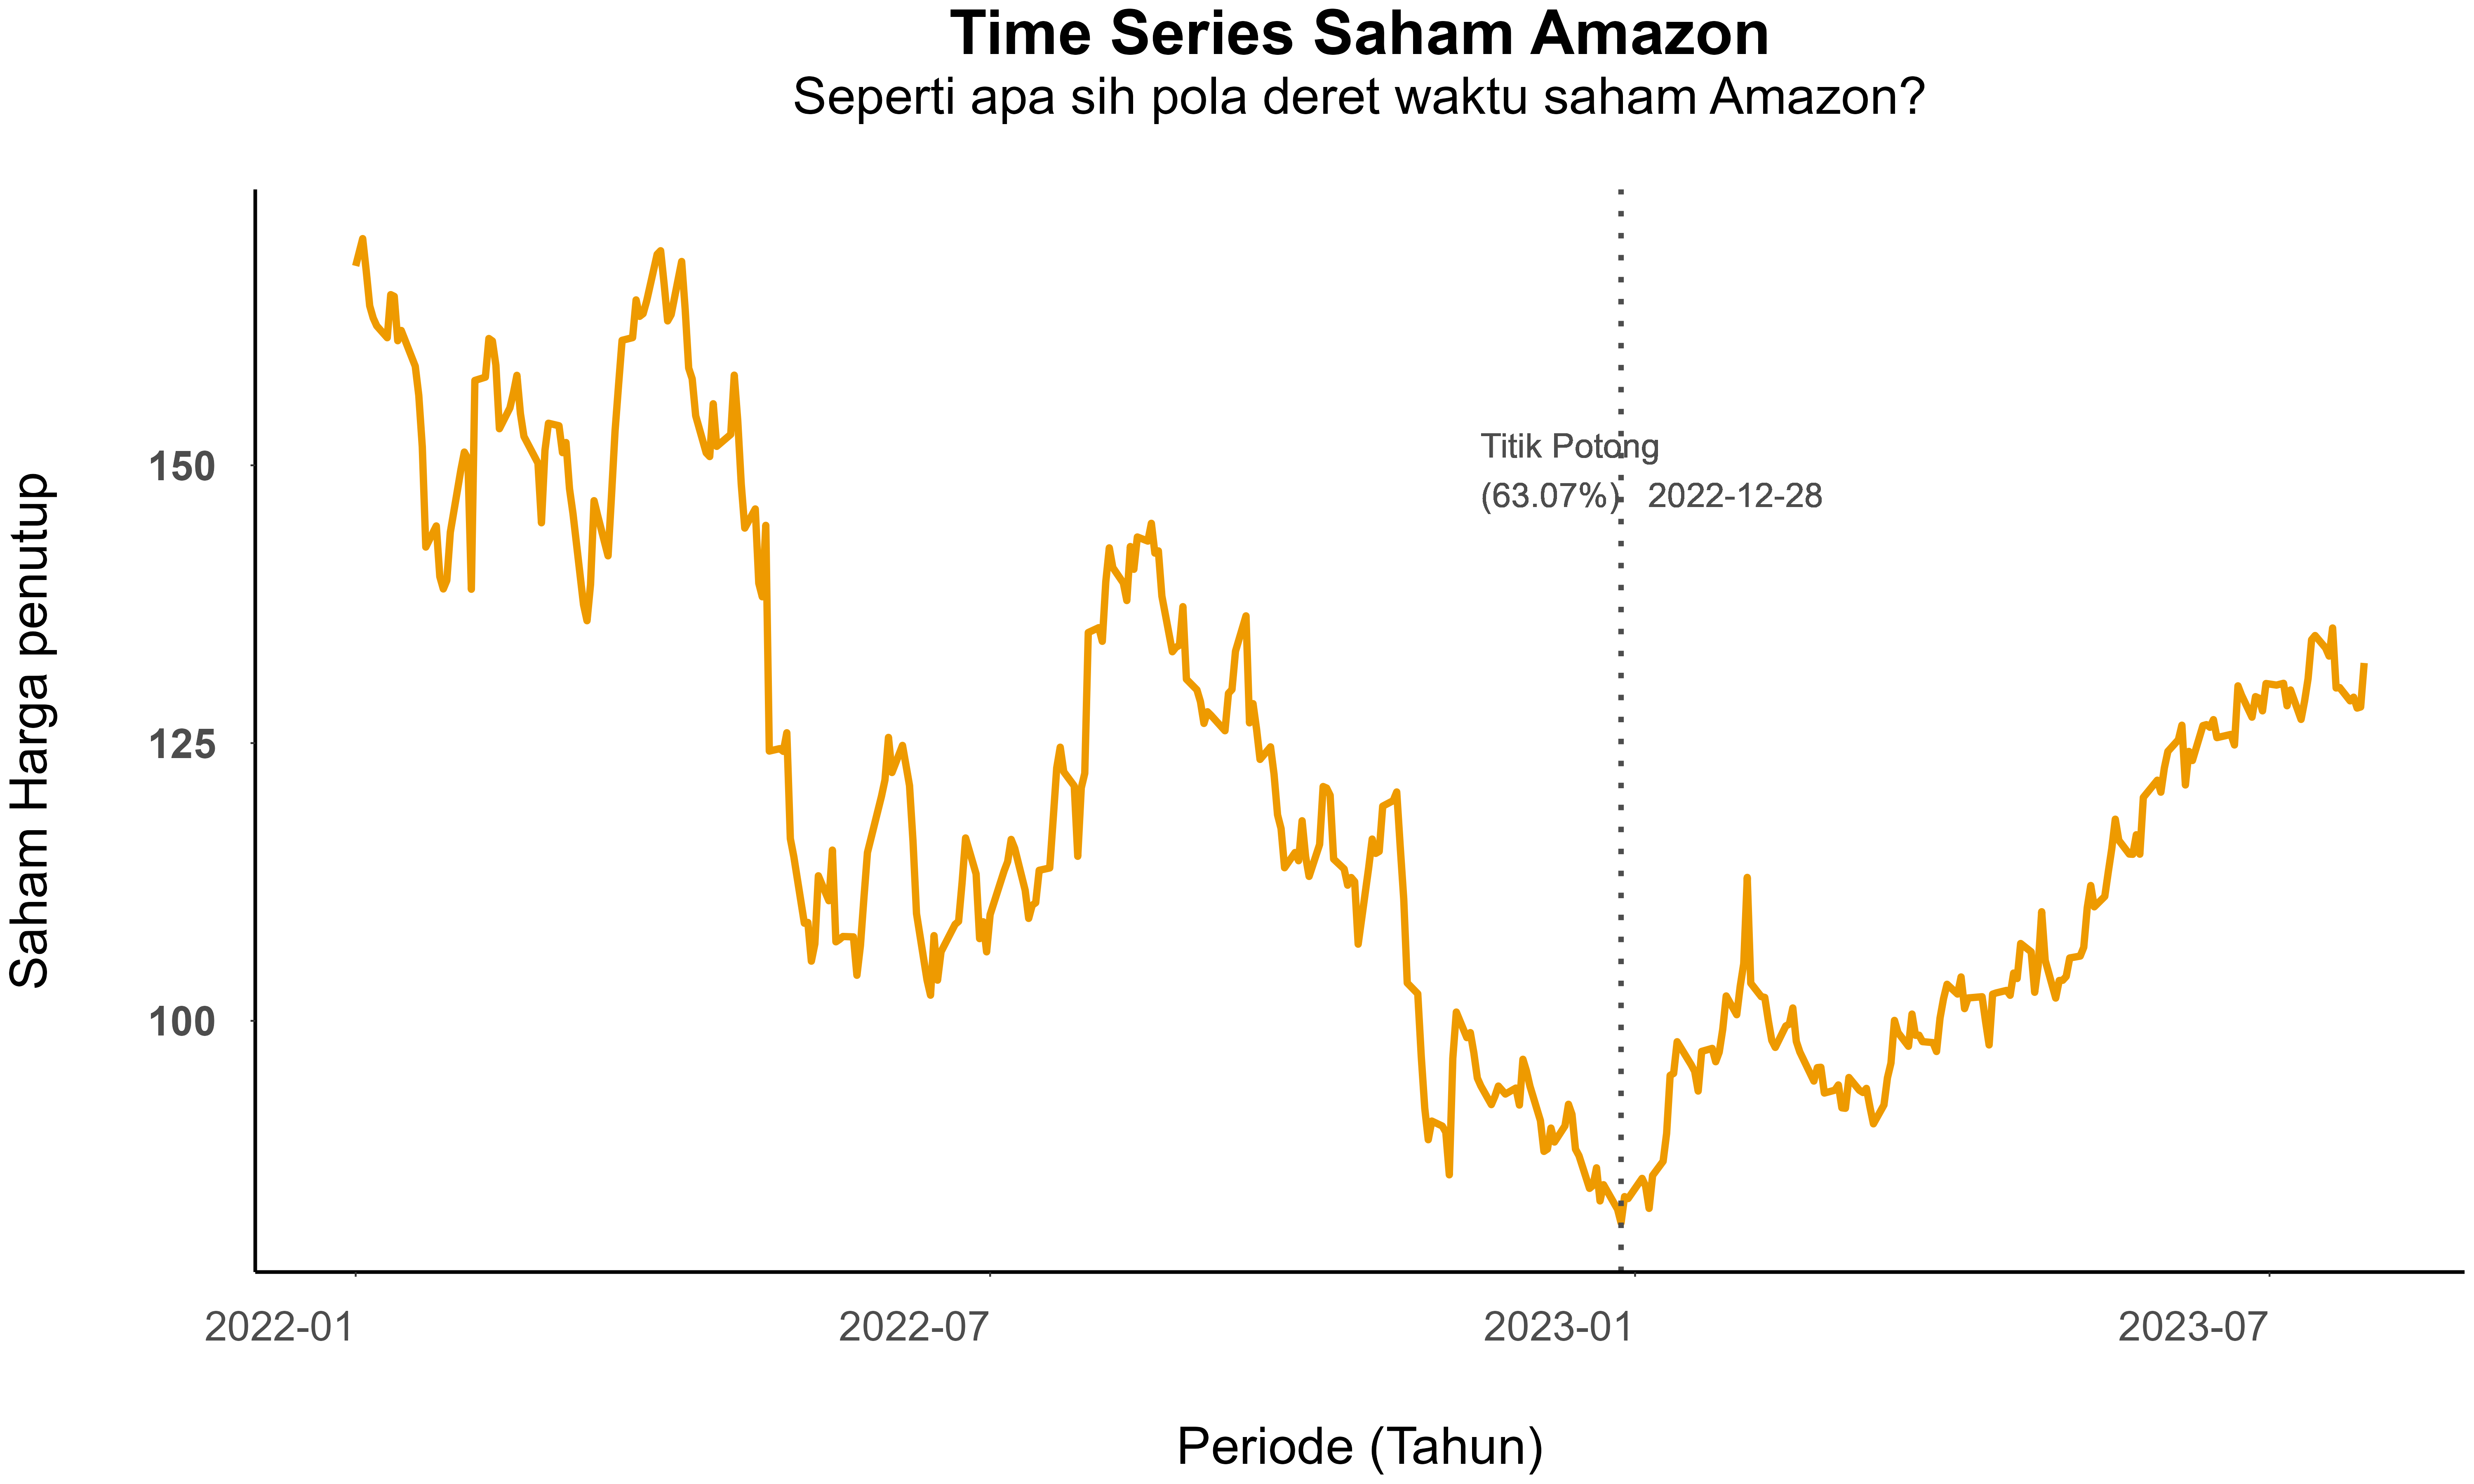 Time Series Saham Amazon
Seperti apa sih pola deret waktu saham Amazon?
Saham Harga penutup
150
125
100
Titik Potong
(63.07%) 2022-12-28
2022-01
2022-07
2023-01
2023-07
Periode (Tahun)